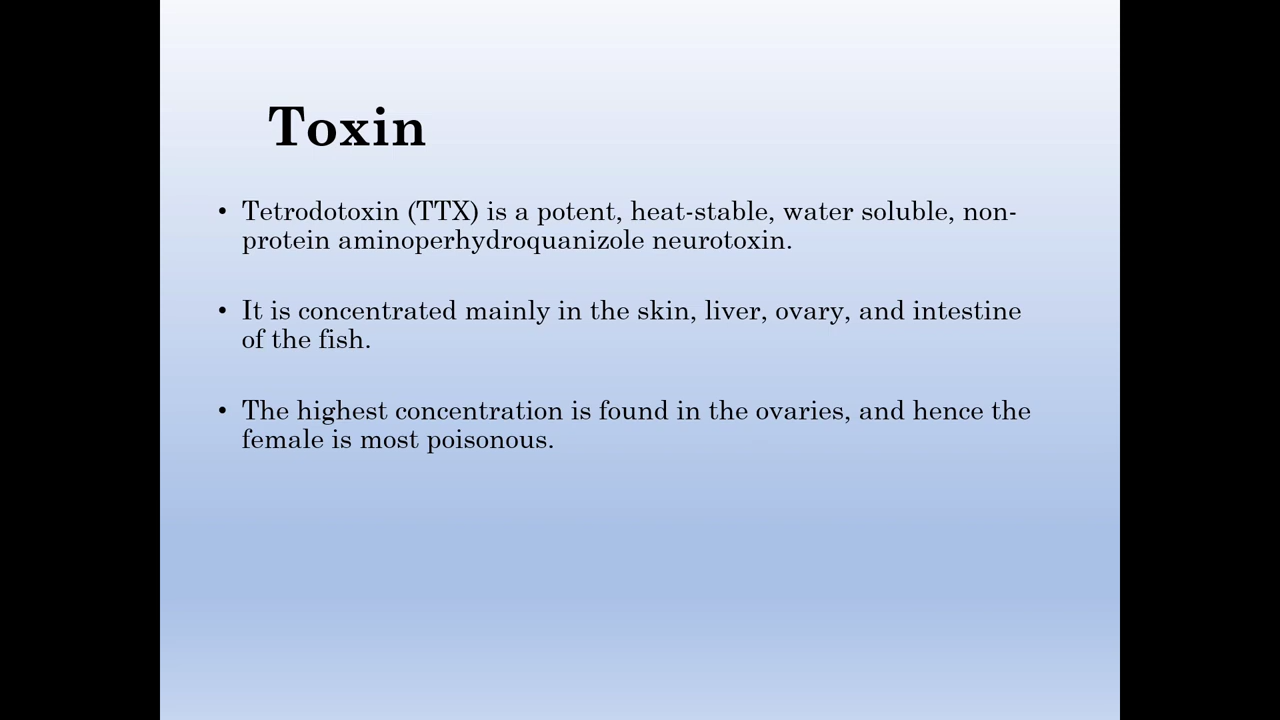 Toxin
• Tetrodotoxin (TTX) is a potent, heat-stable, water soluble, non-
protein aminoperhydroquanizole neurotoxin.
• It is concentrated mainly in the skin, liver, ovary, and intestine
of the fish.
• The highest concentration is found in the ovaries, and hence the
female is most poisonous.